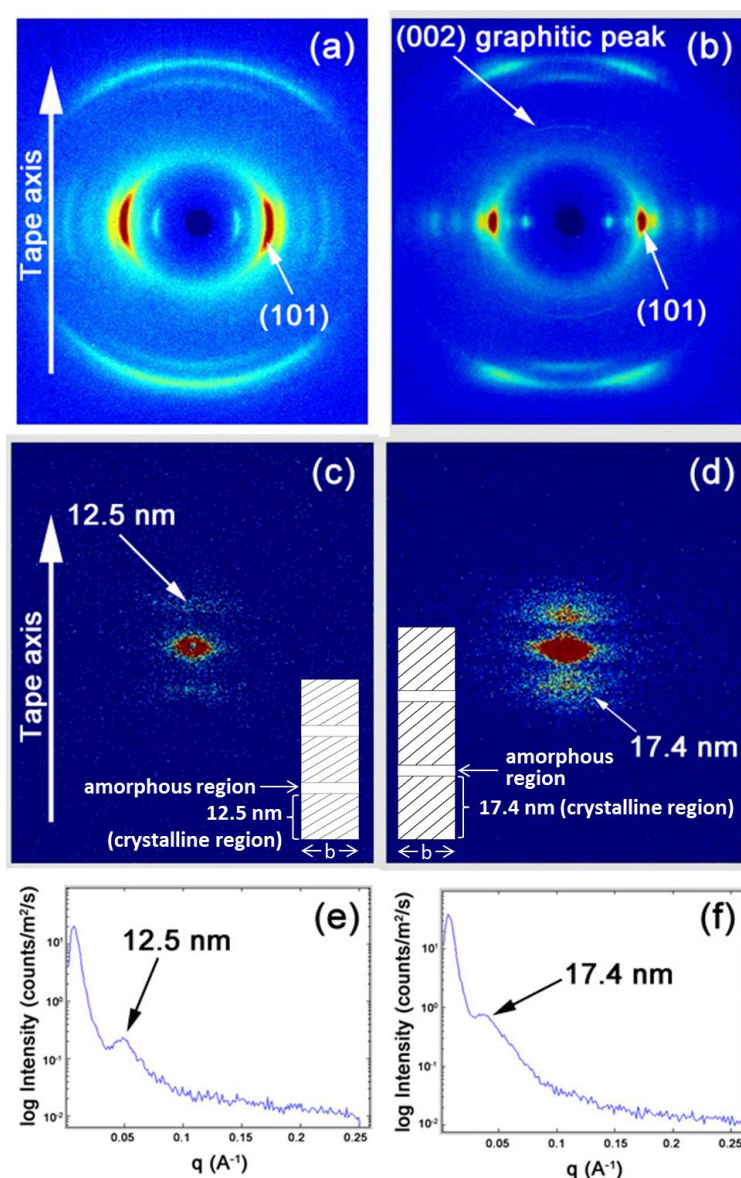 (a)
Tape axis
(101)
(b)
(002) graphitic peak
(101)
(c)
12.5 nm
Tape axis
amorphous region
12.5 nm
(crystalline region)
b
(d)
17.4 nm
amorphous
region
17.4 nm (crystalline region)
b
(e)
12.5 nm
log Intensity (counts/m²/s)
10¹
10⁰
10⁻¹
10⁻²
0.05 0.1 0.15 0.2 0.25
q (A⁻¹)
(f)
17.4 nm
log Intensity (counts/m²/s)
10¹
10⁰
10⁻¹
10⁻²
0.05 0.1 0.15 0.2 0.25
q (A⁻¹)